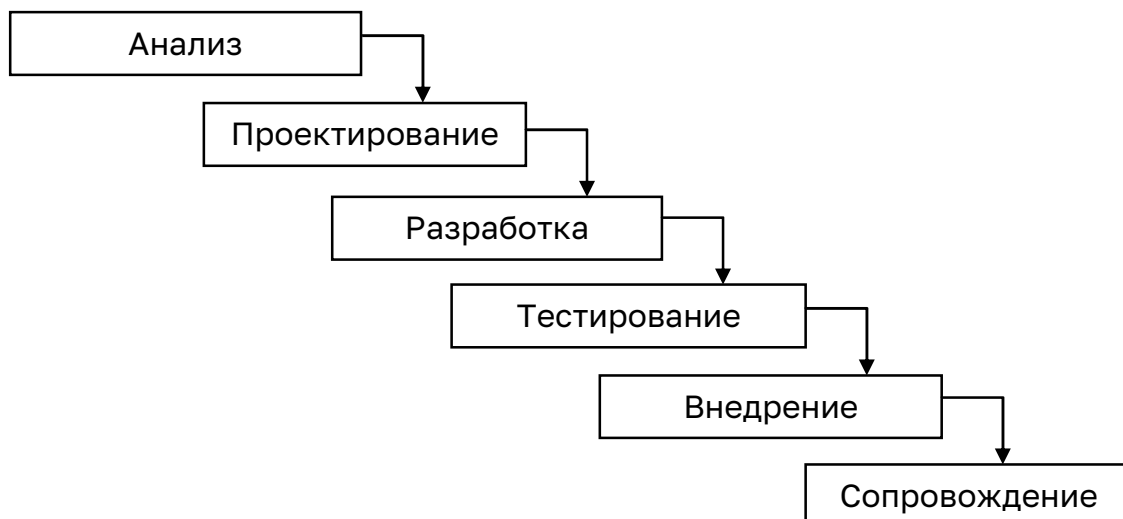 Анализ
Проектирование
Разработка
Тестирование
Внедрение
Сопровождение